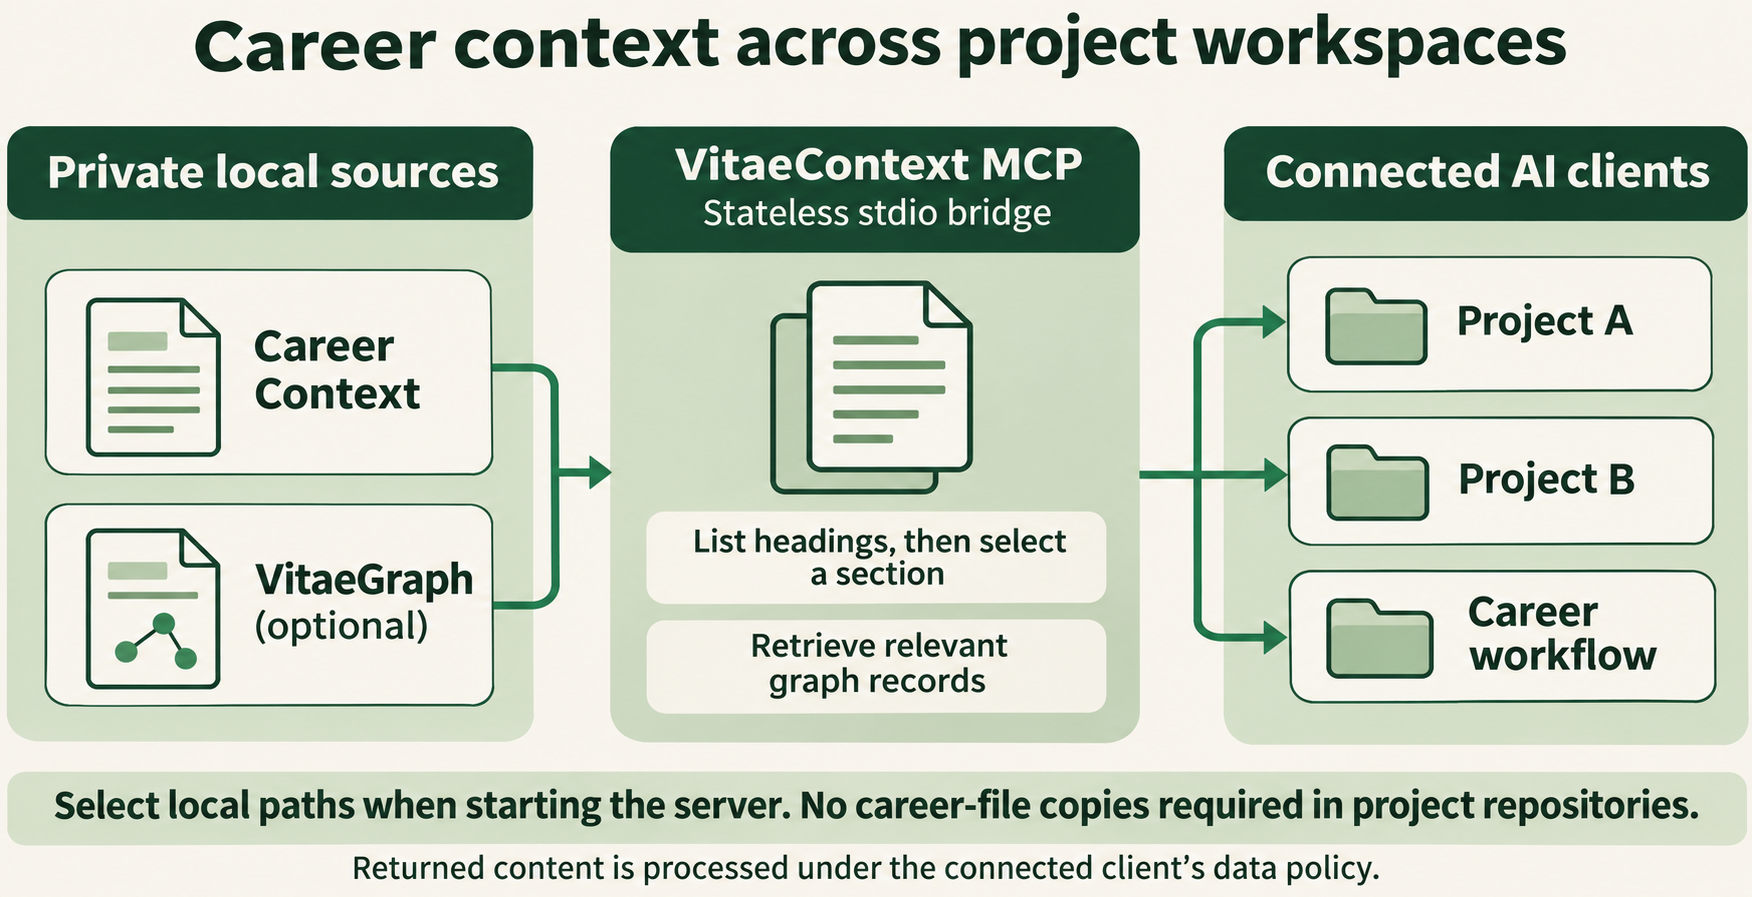 Career context across project workspaces
Private local sources
Career
Context
VitaeGraph
(optional)
VitaeContext MCP
Stateless stdio bridge
List headings, then select
a section
Retrieve relevant
graph records
Connected AI clients
Project A
Project B
Career
workflow
Select local paths when starting the server. No career-file copies required in project repositories.
Returned content is processed under the connected client’s data policy.